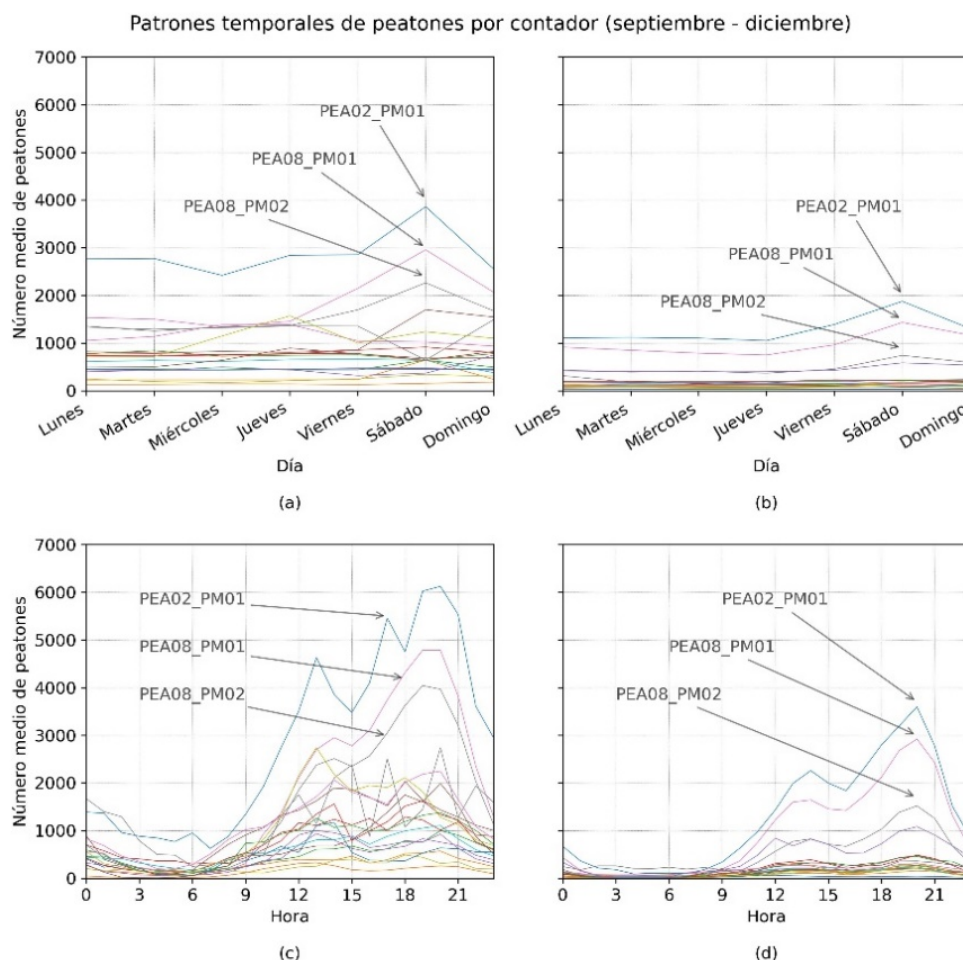 Patrones temporales de peatones por contador (septiembre - diciembre)
Número medio de peatones
7000
6000
5000
4000
3000
2000
1000
0
PEA02_PM01
PEA08_PM01
PEA08_PM02
Lunes
Martes
Miércoles
Jueves
Viernes
Sábado
Domingo
Día
(a)
PEA02_PM01
PEA08_PM01
PEA08_PM02
Lunes
Martes
Miércoles
Jueves
Viernes
Sábado
Domingo
Día
(b)
Número medio de peatones
7000
6000
5000
4000
3000
2000
1000
0
PEA02_PM01
PEA08_PM01
PEA08_PM02
0 3 6 9 12 15 18 21
Hora
(c)
PEA02_PM01
PEA08_PM01
PEA08_PM02
0 3 6 9 12 15 18 21
Hora
(d)